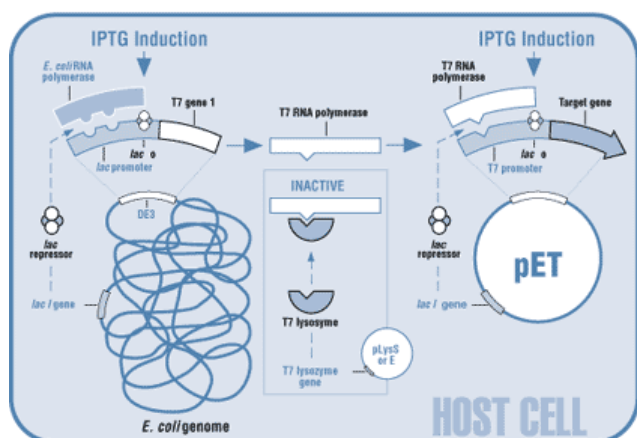 IPTG Induction
E. coli RNA
polymerase
T7 gene 1
lac o
lac promoter
DE3
lac
repressor
lac I gene
E. coli genome
T7 RNA polymerase
INACTIVE
T7 lysosyme
T7 lysozyme
gene
pLysS
or E
IPTG Induction
T7 RNA
polymerase
Target gene
lac o
T7 promoter
lac
repressor
lac I gene
pET
HOST CELL